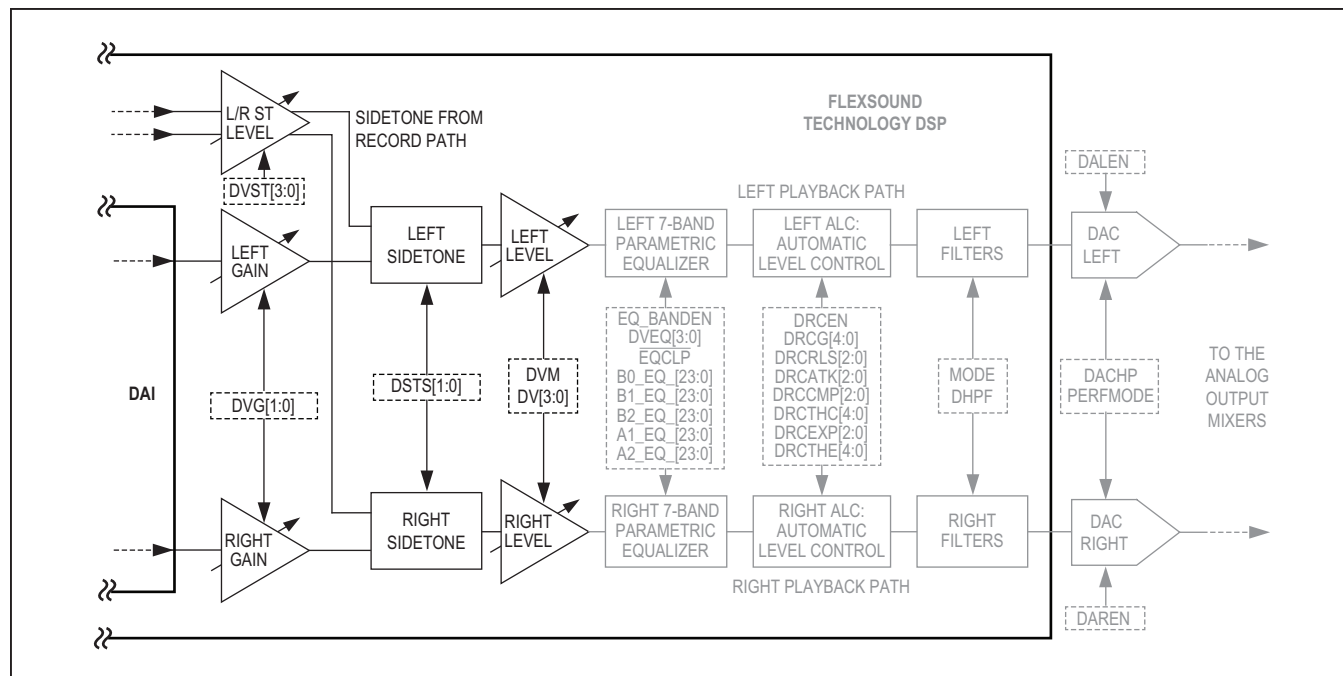 L/R ST
LEVEL
SIDETONE FROM
RECORD PATH
FLEXSOUND
TECHNOLOGY DSP
DVST[3:0]
DALEN
LEFT PLAYBACK PATH
LEFT
GAIN
LEFT
SIDETONE
LEFT
LEVEL
LEFT 7-BAND
PARAMETRIC
EQUALIZER
LEFT ALC:
AUTOMATIC
LEVEL CONTROL
LEFT
FILTERS
DAC
LEFT
DAI
DVG[1:0]
DSTS[1:0]
DVM
DV[3:0]
EQ_BANDEN
DVEQ[3:0]
EQCLP
B0_EQ_[23:0]
B1_EQ_[23:0]
B2_EQ_[23:0]
A1_EQ_[23:0]
A2_EQ_[23:0]
DRCEN
DRCG[4:0]
DRCRLS[2:0]
DRCATK[2:0]
DRCCMP[2:0]
DRCTHC[4:0]
DRCEXP[2:0]
DRCTHE[4:0]
MODE
DHPF
DACHP
PERFMODE
TO THE
ANALOG
OUTPUT
MIXERS
RIGHT
GAIN
RIGHT
SIDETONE
RIGHT
LEVEL
RIGHT 7-BAND
PARAMETRIC
EQUALIZER
RIGHT ALC:
AUTOMATIC
LEVEL CONTROL
RIGHT
FILTERS
DAC
RIGHT
RIGHT PLAYBACK PATH
DAREN